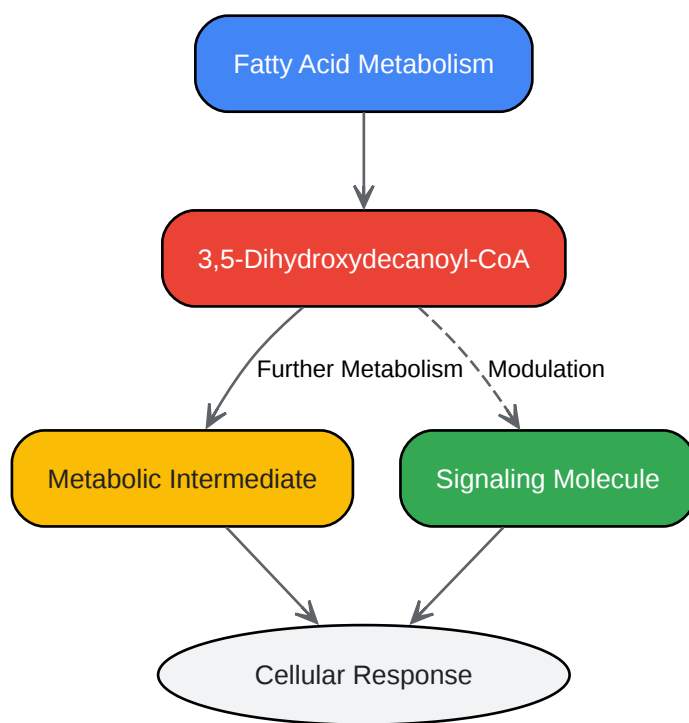 Fatty Acid Metabolism
3,5-Dihydroxydecanoyl-CoA
Further Metabolism
Modulation
Metabolic Intermediate
Signaling Molecule
Cellular Response